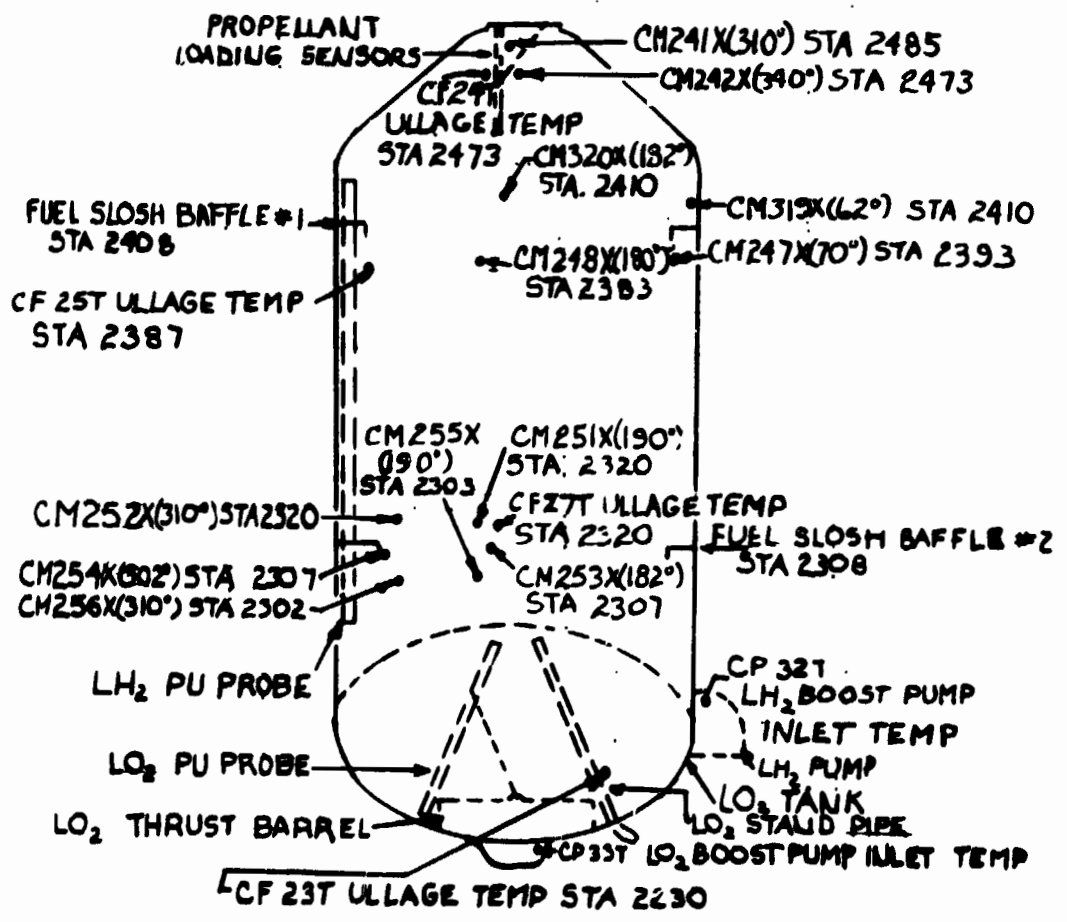 PROPELLANT
LOADING SENSORS
CM241X(310°) STA 2485
CM242X(340°) STA 2473
CF24T
ULLAGE TEMP
STA 2473
CM320X(182°)
STA. 2410
FUEL SLOSH BAFFLE #1
STA 2408
CM319X(62°) STA 2410
CM248X(180°)
STA 2383
CM247X(70°) STA 2393
CF 25T ULLAGE TEMP
STA 2387
CM255X
(190°)
STA 2303
CM251X(190°)
STA. 2320
CM252X(310°) STA2320
CF27T ULLAGE TEMP
STA 2320
FUEL SLOSH BAFFLE #2
STA 2308
CM254X(302°) STA 2307
CM256X(310°) STA 2302
CM253X(182°)
STA 2307
LH₂ PU PROBE
CP 32T
LH₂ BOOST PUMP
INLET TEMP
LO₂ PU PROBE
LH₂ PUMP
LO₂ TANK
LO₂ THRUST BARREL
LO₂ STAND PIPE
CP33T LO₂ BOOST PUMP INLET TEMP
CF 23T ULLAGE TEMP STA 2230